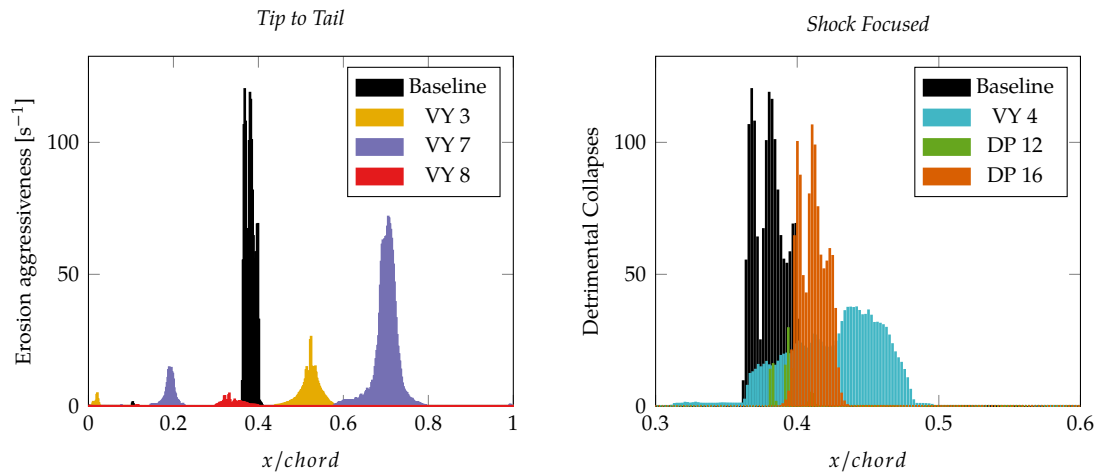 Tip to Tail
Erosion aggressiveness [s−1]
100
50
0
0
0.2
0.4
0.6
0.8
1
x/chord
Baseline
VY 3
VY 7
VY 8
Shock Focused
Detrimental Collapses
100
50
0
0.3
0.4
0.5
0.6
x/chord
Baseline
VY 4
DP 12
DP 16